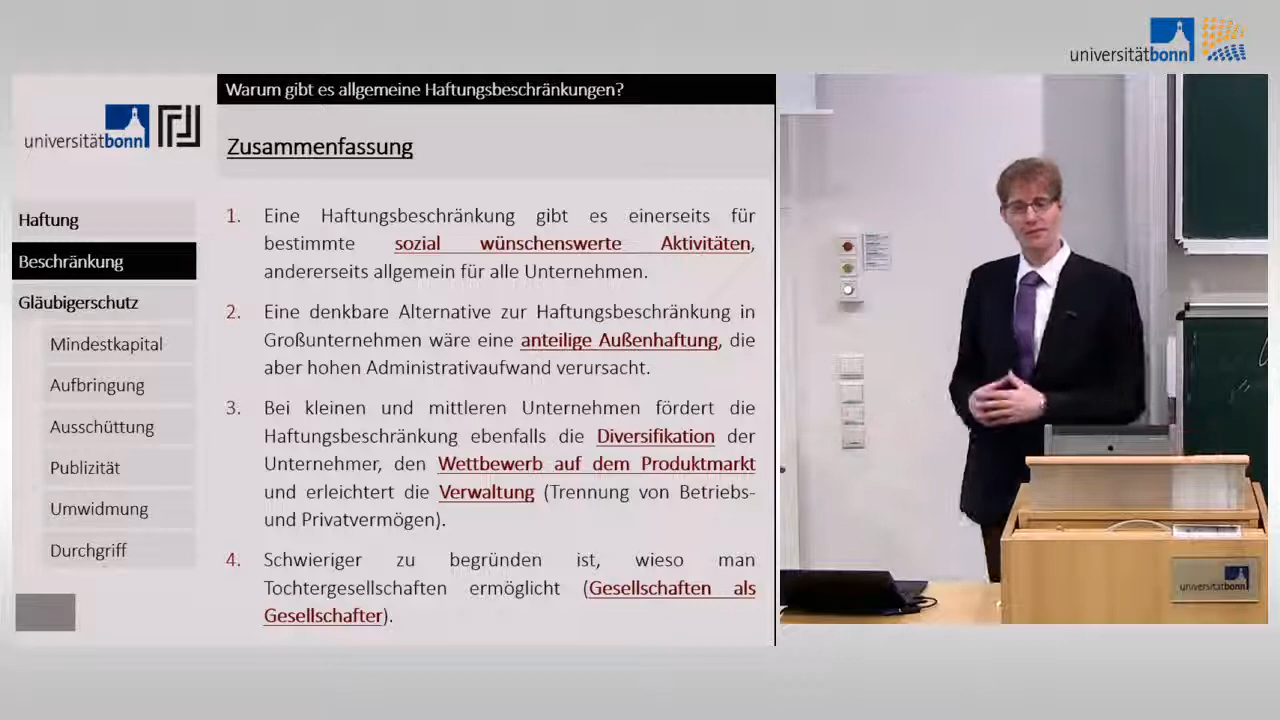 universitätbonn
Warum gibt es allgemeine Haftungsbeschränkungen?
universitätbonn
Zusammenfassung
Haftung
Beschränkung
Gläubigerschutz
Mindestkapital
Aufbringung
Ausschüttung
Publizität
Umwidmung
Durchgriff
1. Eine Haftungsbeschränkung gibt es einerseits für
bestimmte sozial wünschenswerte Aktivitäten,
andererseits allgemein für alle Unternehmen.
2. Eine denkbare Alternative zur Haftungsbeschränkung in
Großunternehmen wäre eine anteilige Außenhaftung, die
aber hohen Administrativaufwand verursacht.
3. Bei kleinen und mittleren Unternehmen fördert die
Haftungsbeschränkung ebenfalls die Diversifikation der
Unternehmer, den Wettbewerb auf dem Produktmarkt
und erleichtert die Verwaltung (Trennung von Betriebs-
und Privatvermögen).
4. Schwieriger zu begründen ist, wieso man
Tochtergesellschaften ermöglicht (Gesellschaften als
Gesellschafter).
universitätbonn